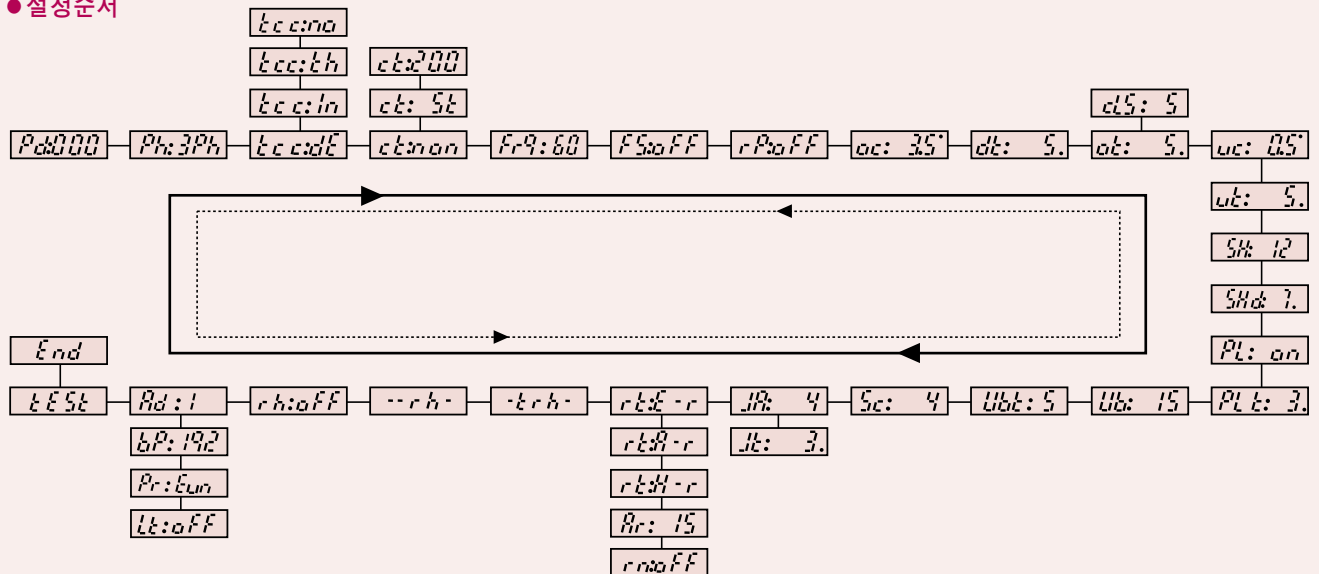 ●설정순서
tcc:no
tcc:th
ct:200
tcc:In
ct: St
cLS: 5
Pd:000
Ph:3Ph
tcc:dE
ct:non
Frq:60
FS:oFF
rP:oFF
oc: 3.5
dt: 5.
ot: 5.
uc: 0.5
ut: 5.
SH: 12
SHd: 7.
End
PL: on
tESt
Ad:1
rh:oFF
--rh-
-trh-
rt:E-r
JA: 4
Sc: 4
Ubt:5
Ub: 15
PLt: 3.
bP:192
rt:A-r
Jt: 3.
Pr:Eun
rt:H-r
Lt:oFF
Ar: 15
rn:oFF